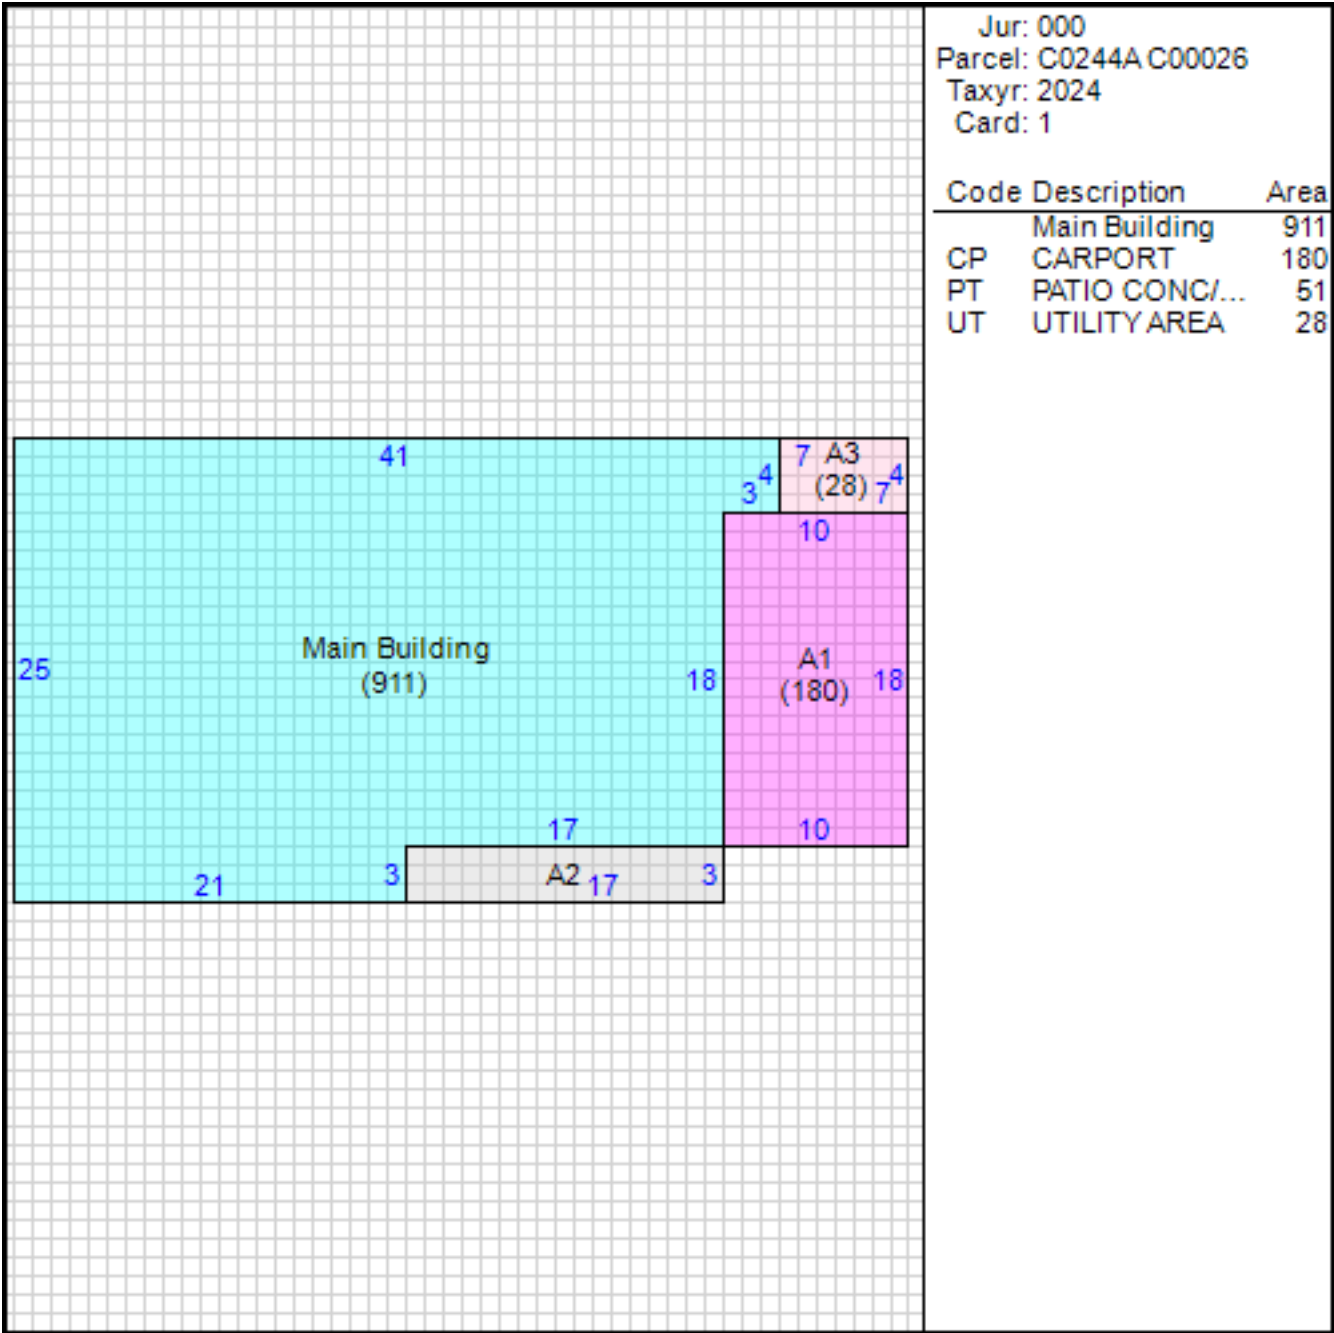 Jur: 000
Parcel: C0244A C00026
Taxyr: 2024
Card: 1
Code Description Area
Main Building 911
CP CARPORT 180
PT PATIO CONC/... 51
UT UTILITY AREA 28
41
7 A3
4 4
3 (28) 7
10
Main Building
(911)
25
18
A1
(180) 18
17
10
21
3
A2 17
3